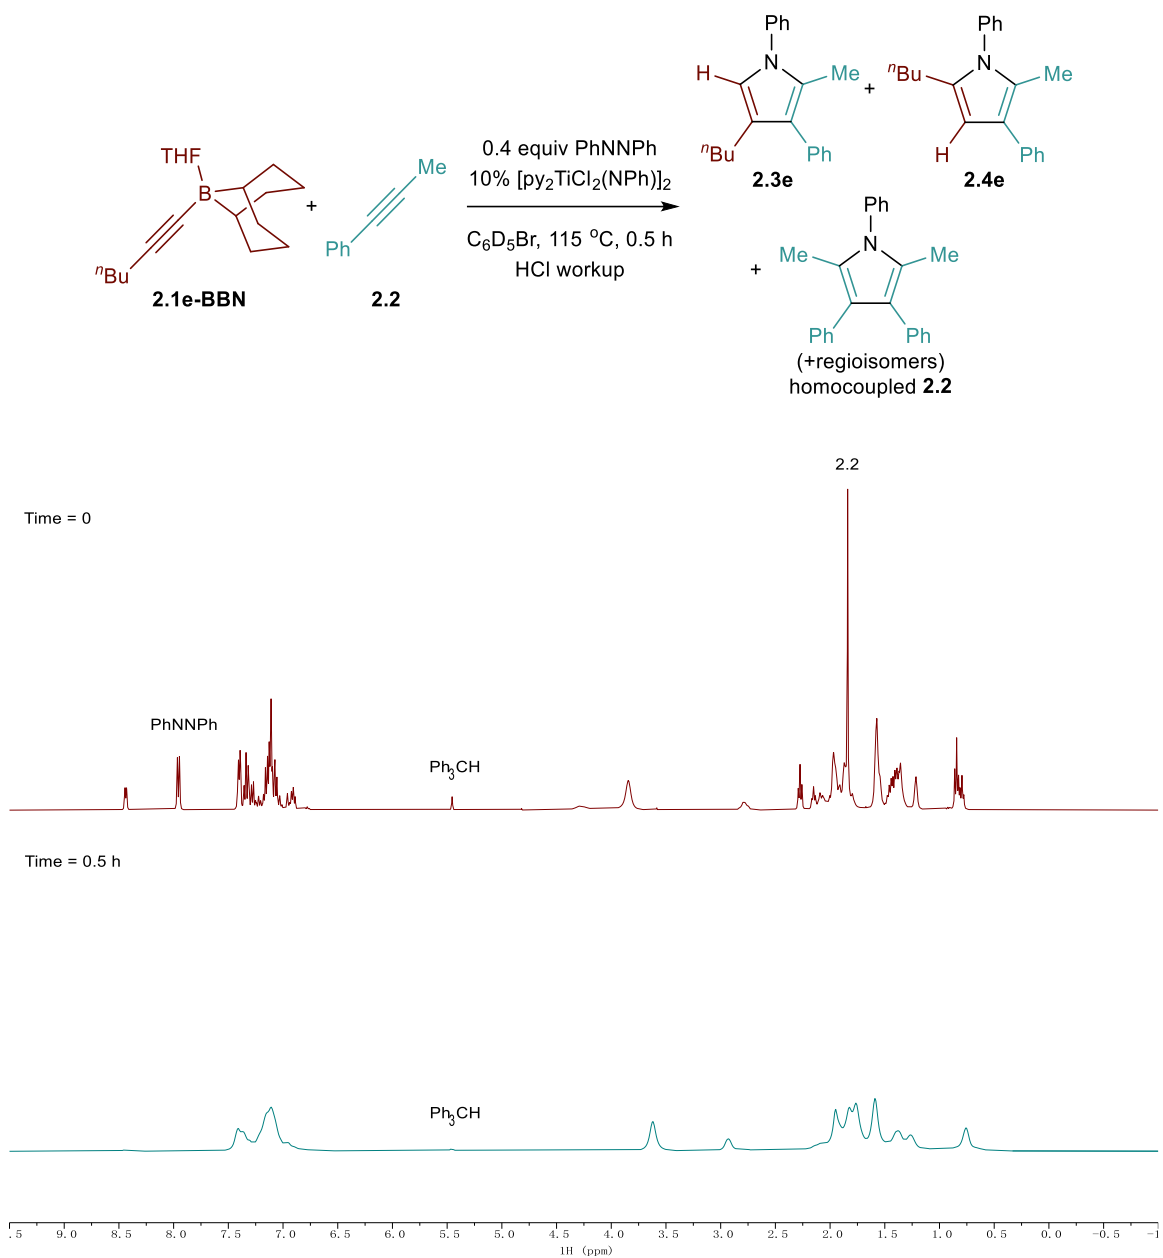 Ph
N
H
Me
ⁿBu
Ph
2.3e
+
Ph
N
ⁿBu
Me
H
Ph
2.4e
THF
B
ⁿBu
2.1e-BBN
+
Me
Ph
2.2
0.4 equiv PhNNPh
10% [py₂TiCl₂(NPh)]₂
C₆D₅Br, 115 °C, 0.5 h
HCl workup
+
Ph
N
Me
Me
Ph
Ph
(+regioisomers)
homocoupled 2.2
2.2
Time = 0
PhNNPh
Ph₃CH
Time = 0.5 h
Ph₃CH
.5 9.0 8.5 8.0 7.5 7.0 6.5 6.0 5.5 5.0 4.5 4.0 3.5 3.0 2.5 2.0 1.5 1.0 0.5 0.0 -0.5 -1
1H (ppm)